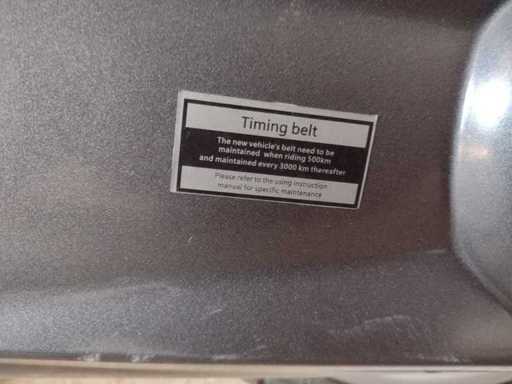 Timing belt
The new vehicle's belt need to be
maintained when riding 500km
and maintained every 3000 km thereafter
Please refer to the using instruction
manual for specific maintenance